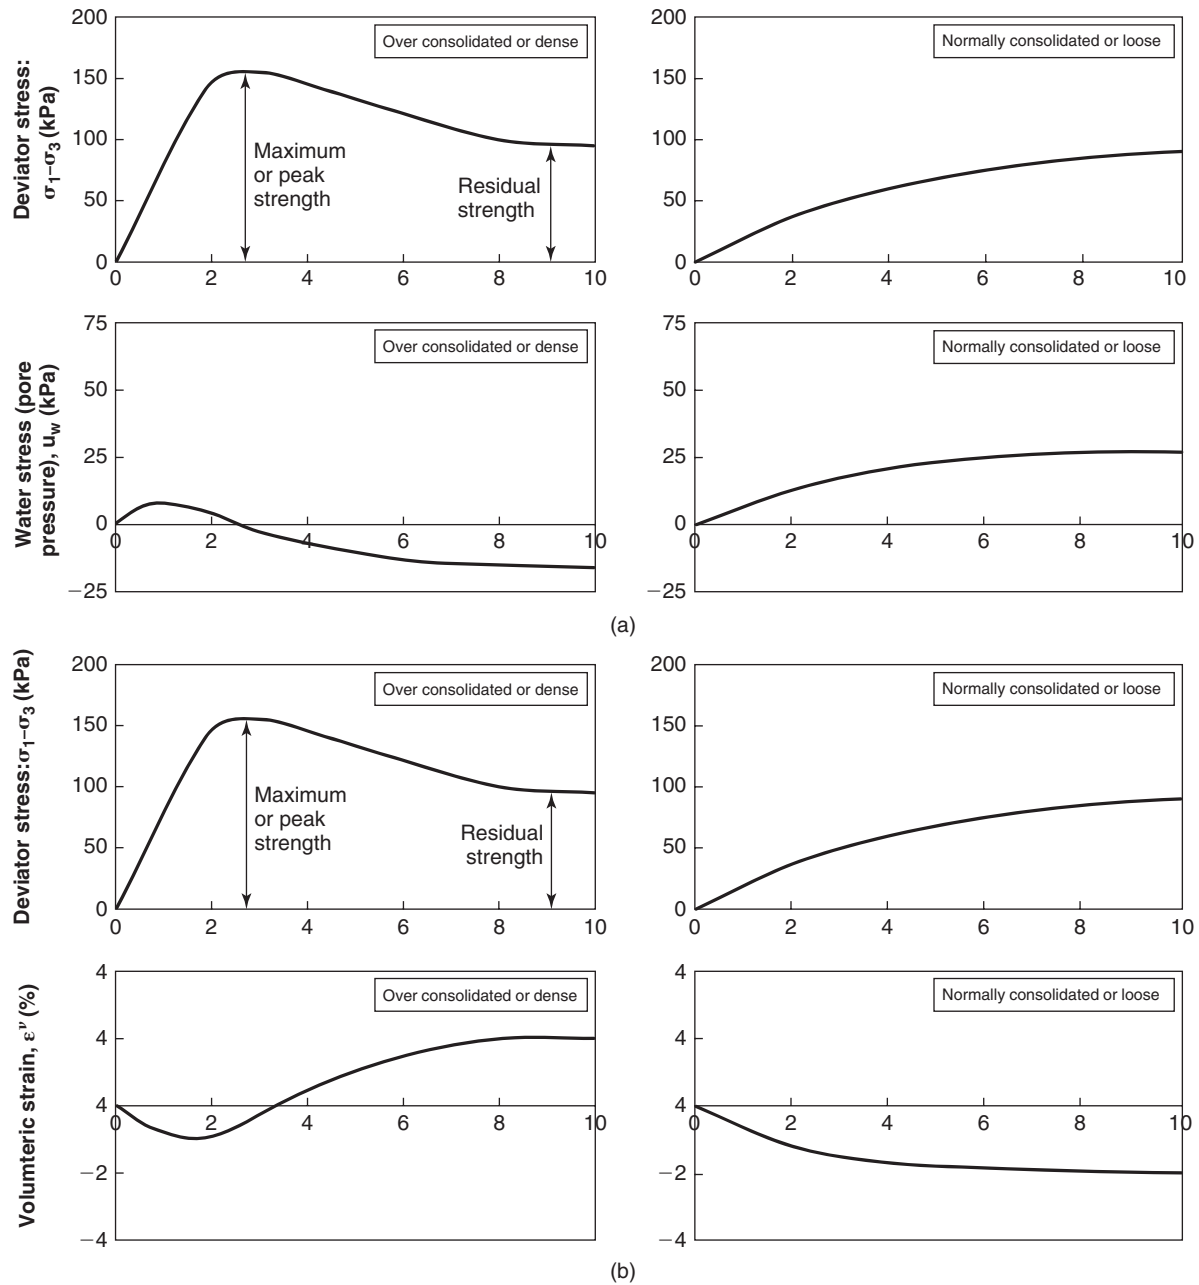 200
150
100
50
0
0 2 4 6 8 10
Deviator stress:
σ1–σ3 (kPa)
Over consolidated or dense
Maximum
or peak
strength
Residual
strength
200
150
100
50
0
0 2 4 6 8 10
Normally consolidated or loose
75
50
25
0
−25
0 2 4 6 8 10
Water stress (pore
pressure), uw (kPa)
Over consolidated or dense
75
50
25
0
−25
0 2 4 6 8 10
Normally consolidated or loose
(a)
200
150
100
50
0
0 2 4 6 8 10
Deviator stress:σ1–σ3 (kPa)
Over consolidated or dense
Maximum
or peak
strength
Residual
strength
200
150
100
50
0
0 2 4 6 8 10
Normally consolidated or loose
4
4
4
−2
−4
0 2 4 6 8 10
Volumteric strain, εν (%)
Over consolidated or dense
4
4
4
−2
−4
0 2 4 6 8 10
Normally consolidated or loose
(b)